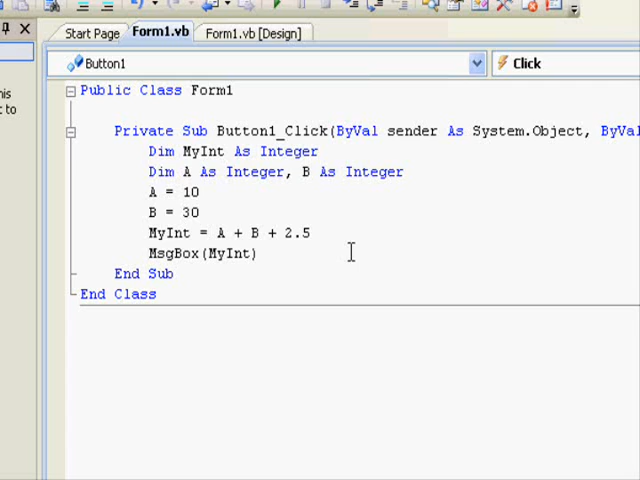 Start Page Form1.vb Form1.vb [Design]
his
t to
Button1 Click
Public Class Form1
Private Sub Button1_Click(ByVal sender As System.Object, ByVal
Dim MyInt As Integer
Dim A As Integer, B As Integer
A = 10
B = 30
MyInt = A + B + 2.5
MsgBox(MyInt)
End Sub
End Class